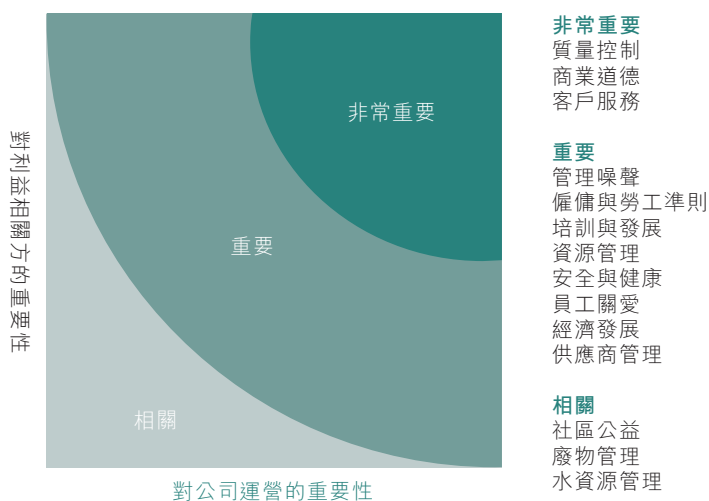 對利益相關方的重要性
非常重要
重要
相關
對公司運營的重要性
非常重要
質量控制
商業道德
客戶服務
重要
管理噪聲
僱傭與勞工準則
培訓與發展
資源管理
安全與健康
員工關愛
經濟發展
供應商管理
相關
社區公益
廢物管理
水資源管理